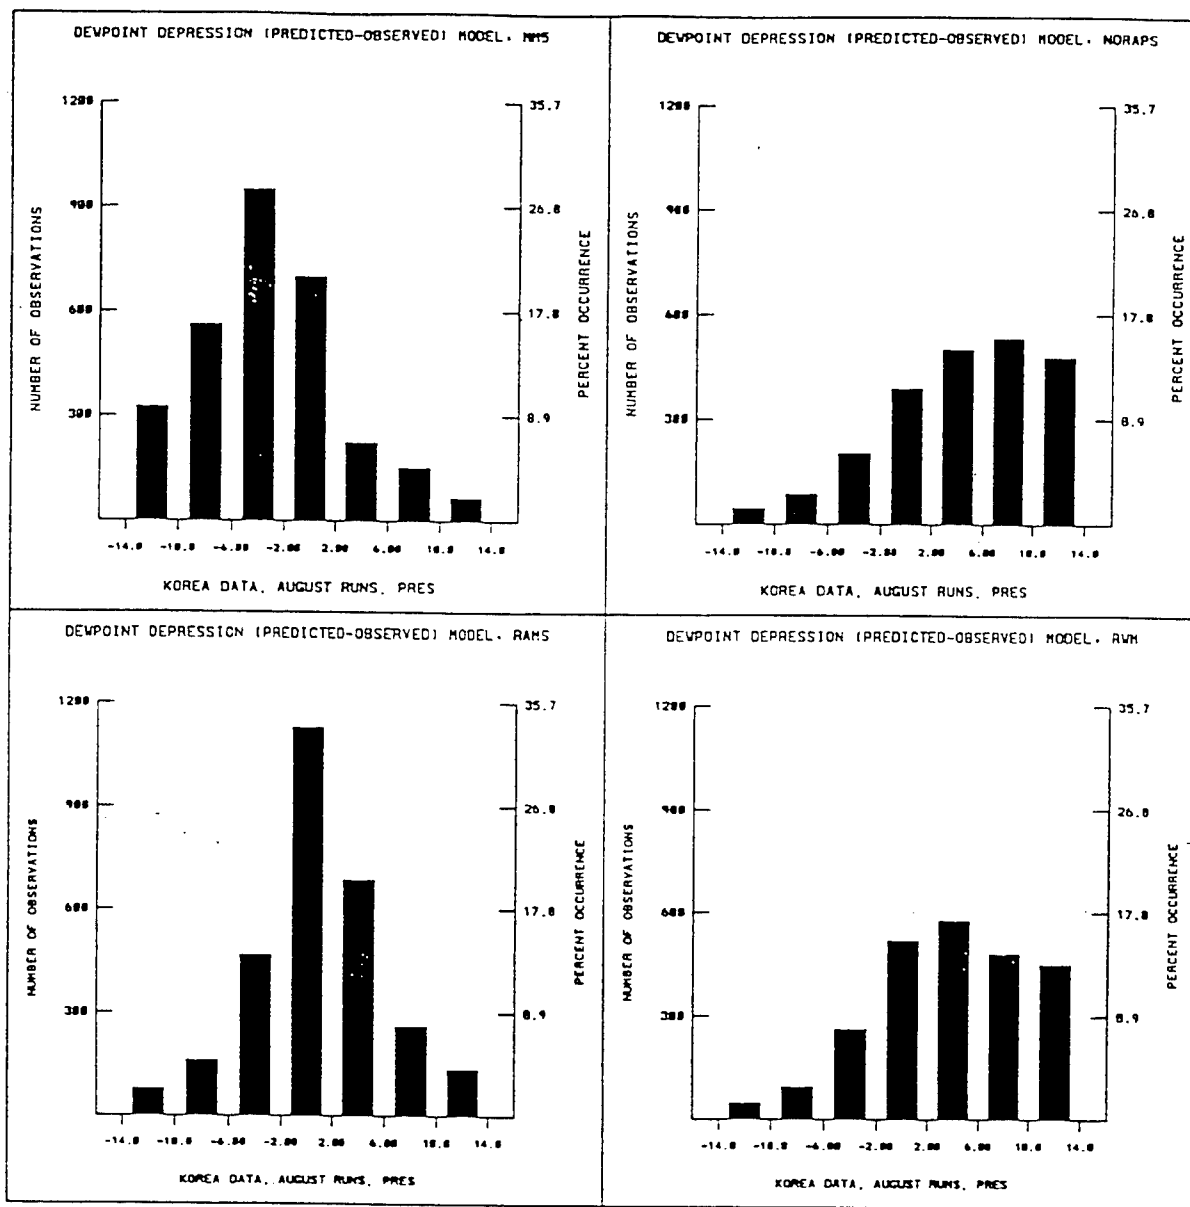 DEWPOINT DEPRESSION (PREDICTED-OBSERVED) MODEL. MM5
1200
900
600
300
35.7
26.8
17.8
8.9
NUMBER OF OBSERVATIONS
PERCENT OCCURRENCE
-14.0 -10.0 -6.00 -2.00 2.00 6.00 10.0 14.0
KOREA DATA, AUGUST RUNS, PRES
DEWPOINT DEPRESSION (PREDICTED-OBSERVED) MODEL. NORAPS
1200
900
600
300
35.7
26.8
17.8
8.9
NUMBER OF OBSERVATIONS
PERCENT OCCURRENCE
-14.0 -10.0 -6.00 -2.00 2.00 6.00 10.0 14.0
KOREA DATA, AUGUST RUNS, PRES
DEWPOINT DEPRESSION (PREDICTED-OBSERVED) MODEL. RAMS
1200
900
600
300
35.7
26.8
17.8
8.9
NUMBER OF OBSERVATIONS
PERCENT OCCURRENCE
-14.0 -10.0 -6.00 -2.00 2.00 6.00 10.0 14.0
KOREA DATA, AUGUST RUNS, PRES
DEWPOINT DEPRESSION (PREDICTED-OBSERVED) MODEL. RWM
1200
900
600
300
35.7
26.8
17.8
8.9
NUMBER OF OBSERVATIONS
PERCENT OCCURRENCE
-14.0 -10.0 -6.00 -2.00 2.00 6.00 10.0 14.0
KOREA DATA, AUGUST RUNS, PRES